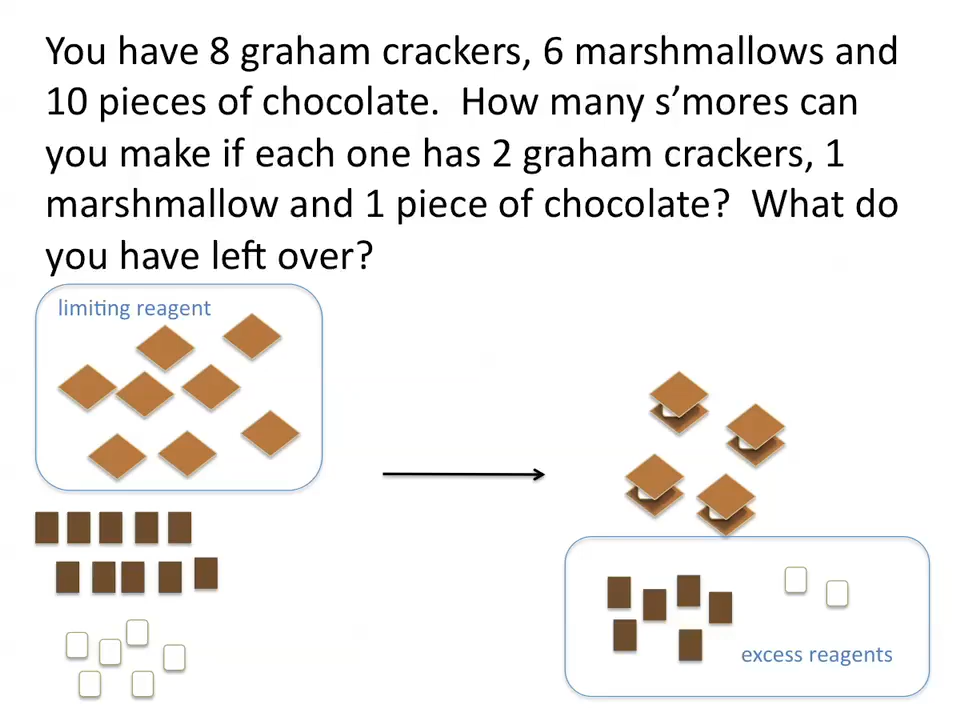 You have 8 graham crackers, 6 marshmallows and
10 pieces of chocolate.  How many s’mores can
you make if each one has 2 graham crackers, 1
marshmallow and 1 piece of chocolate?  What do
you have left over?
limiting reagent
excess reagents